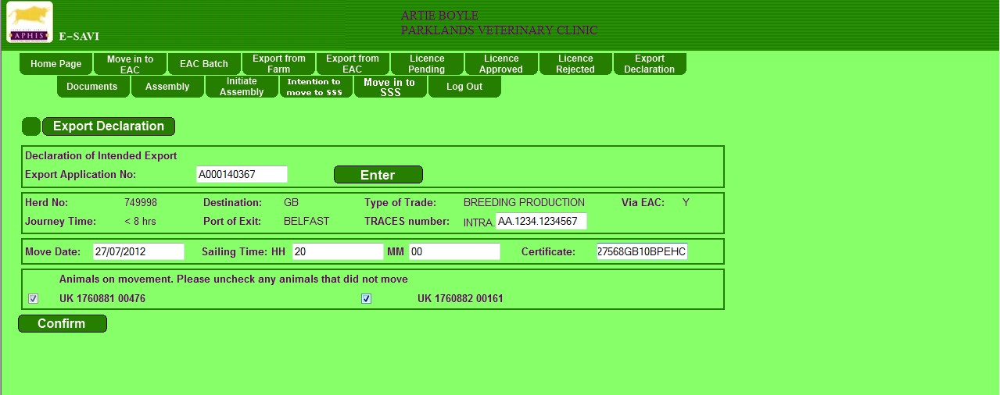 ARTIE BOYLE
PARKLANDS VETERINARY CLINIC
APHIS
E-SAVI
Home Page
Move in to EAC
EAC Batch
Export from Farm
Export from EAC
Licence Pending
Licence Approved
Licence Rejected
Export Declaration
Documents
Assembly
Initiate Assembly
Intention to move to SSS
Move in to SSS
Log Out
Export Declaration
Declaration of Intended Export
Export Application No: A000140367 Enter
Herd No: 749998 Destination: GB Type of Trade: BREEDING PRODUCTION Via EAC: Y
Journey Time: < 8 hrs Port of Exit: BELFAST TRACES number: INTRA. AA.1234.1234567
Move Date: 27/07/2012 Sailing Time: HH 20 MM 00 Certificate: 27568GB10BPEHC
Animals on movement. Please uncheck any animals that did not move
UK 1760881 00476 UK 1760882 00161
Confirm